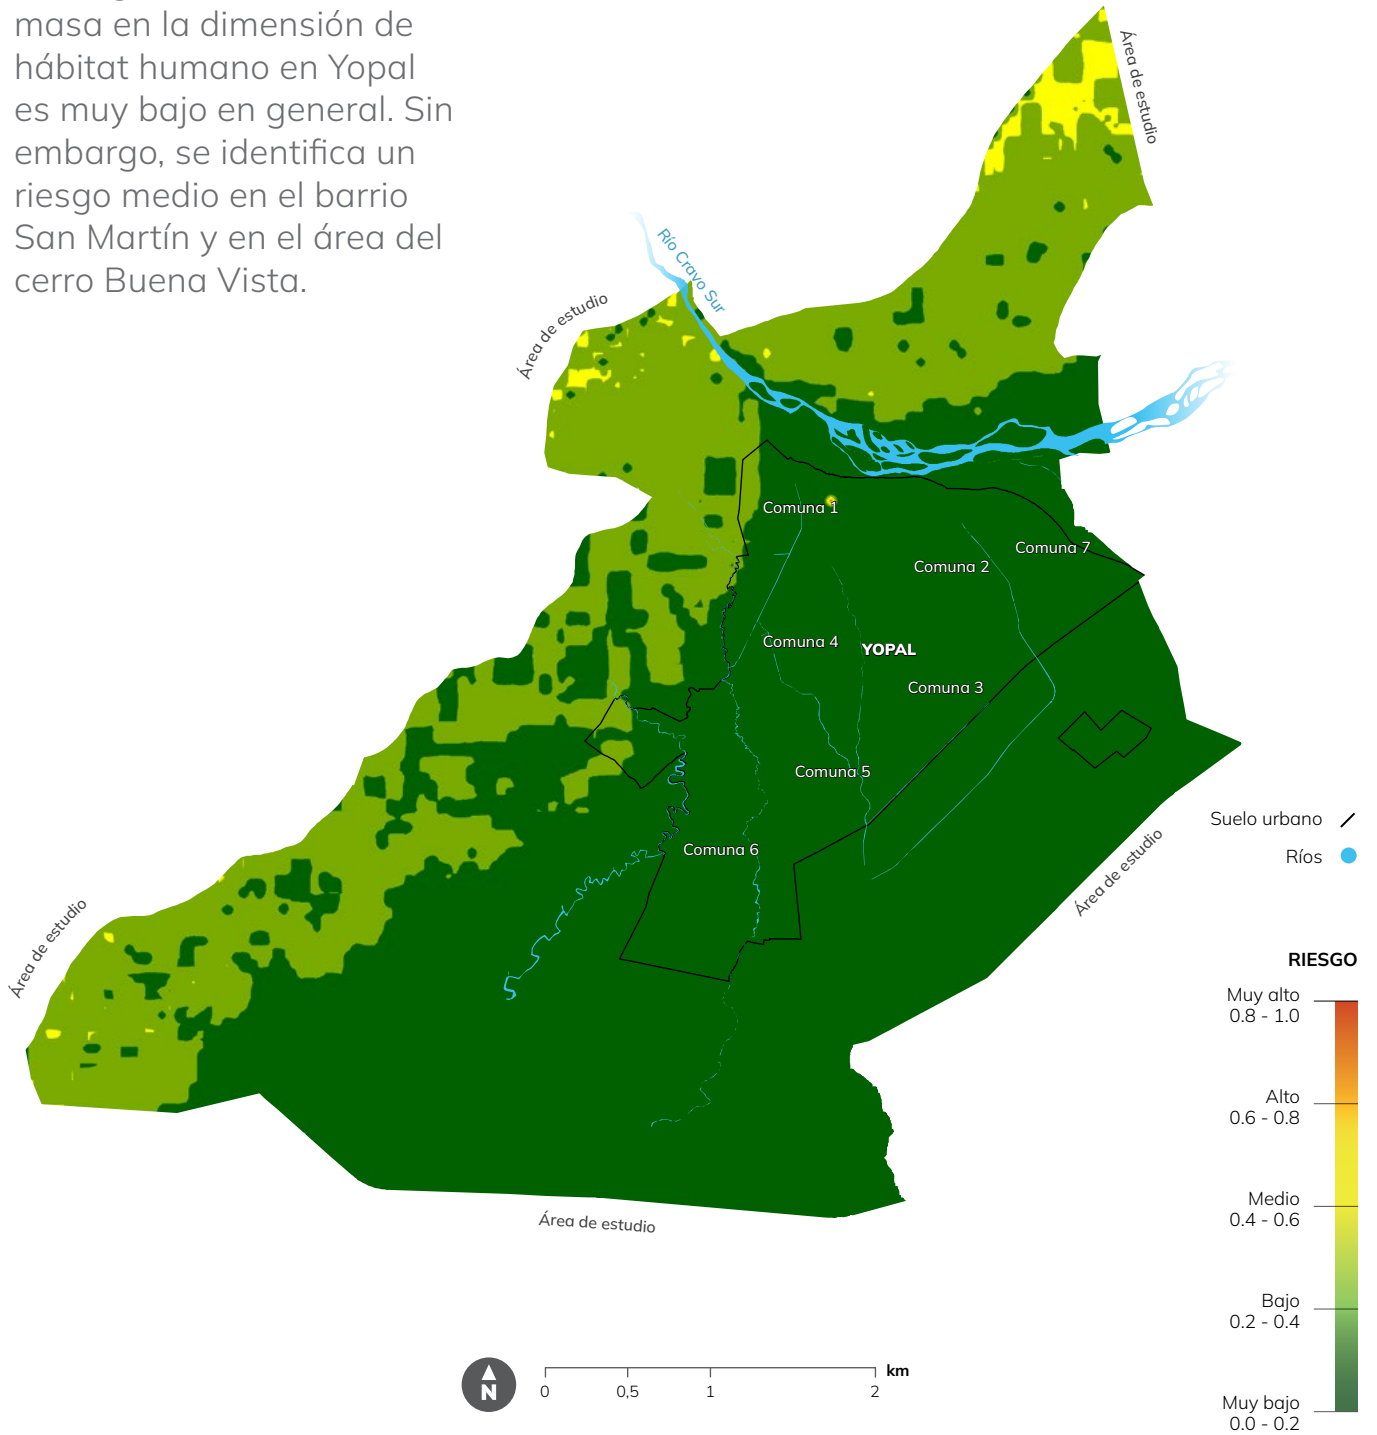 masa en la dimensión de
hábitat humano en Yopal
es muy bajo en general. Sin
embargo, se identifica un
riesgo medio en el barrio
San Martín y en el área del
cerro Buena Vista.
Área de estudio
Río Cravo Sur
Área de estudio
Comuna 1
Comuna 7
Comuna 2
Comuna 4
YOPAL
Comuna 3
Comuna 5
Comuna 6
Suelo urbano
Ríos
Área de estudio
Área de estudio
Área de estudio
RIESGO
Muy alto
0.8 - 1.0
Alto
0.6 - 0.8
Medio
0.4 - 0.6
Bajo
0.2 - 0.4
Muy bajo
0.0 - 0.2
N
km
0 0,5 1 2